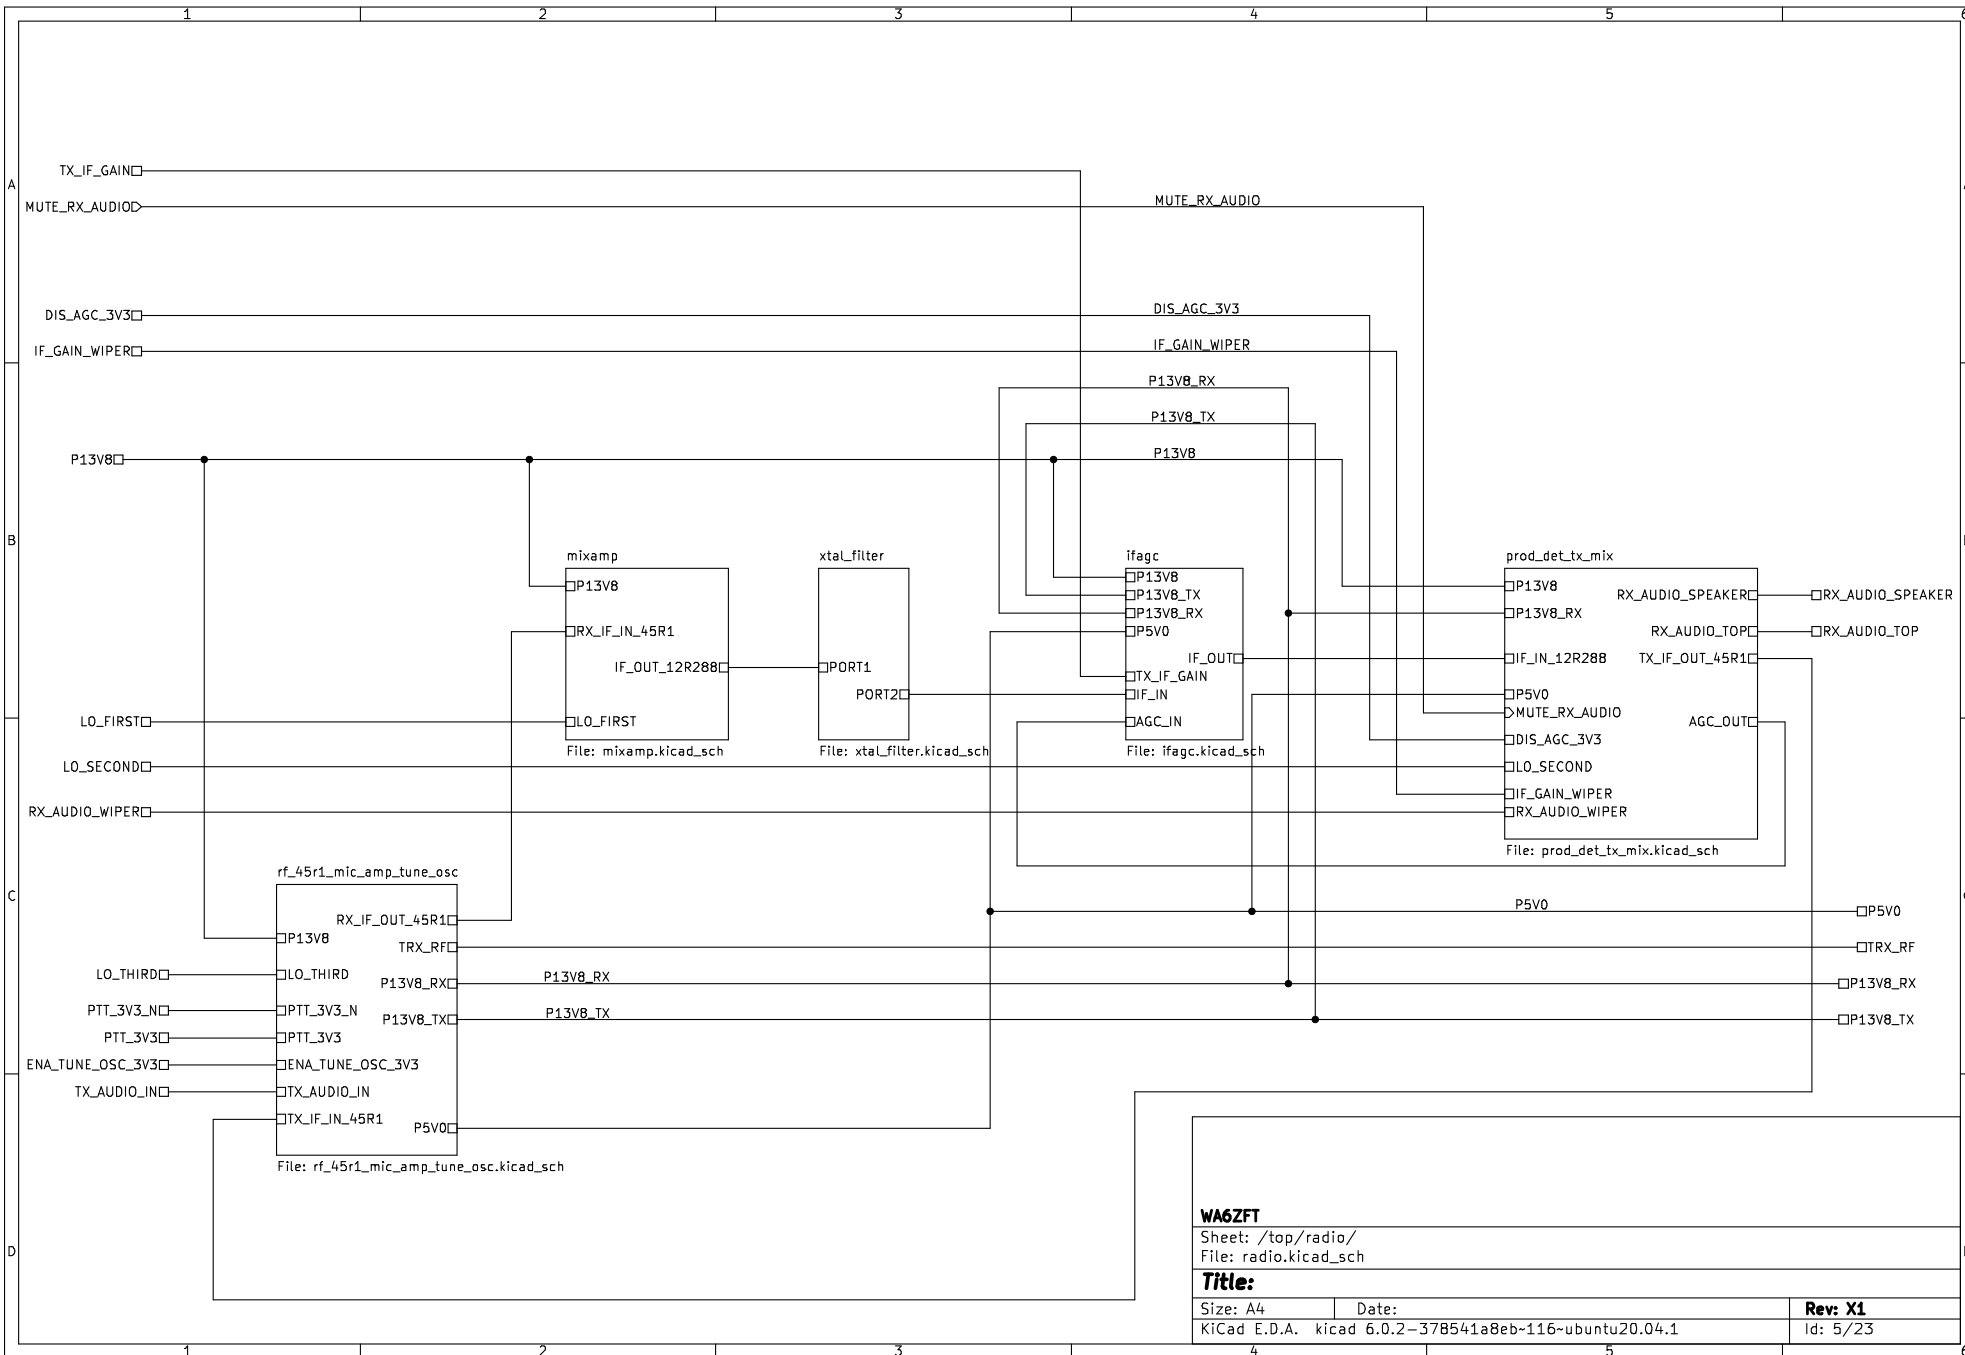 1 2 3 4 5 6
TX_IF_GAIN
A
MUTE_RX_AUDIO
MUTE_RX_AUDIO
DIS_AGC_3V3
DIS_AGC_3V3
IF_GAIN_WIPER
IF_GAIN_WIPER
P13V8_RX
P13V8_TX
P13V8
P13V8
B
mixamp
P13V8
RX_IF_IN_45R1
IF_OUT_12R288
LO_FIRST
File: mixamp.kicad_sch
xtal_filter
PORT1
PORT2
File: xtal_filter.kicad_sch
ifagc
P13V8
P13V8_TX
P13V8_RX
P5V0
IF_OUT
TX_IF_GAIN
IF_IN
AGC_IN
File: ifagc.kicad_sch
prod_det_tx_mix
P13V8
RX_AUDIO_SPEAKER
P13V8_RX
RX_AUDIO_TOP
IF_IN_12R288
TX_IF_OUT_45R1
P5V0
MUTE_RX_AUDIO
AGC_OUT
DIS_AGC_3V3
LO_SECOND
IF_GAIN_WIPER
RX_AUDIO_WIPER
File: prod_det_tx_mix.kicad_sch
RX_AUDIO_SPEAKER
RX_AUDIO_TOP
LO_FIRST
LO_SECOND
RX_AUDIO_WIPER
C
rf_45r1_mic_amp_tune_osc
RX_IF_OUT_45R1
P13V8
TRX_RF
LO_THIRD
P13V8_RX
PTT_3V3_N
P13V8_TX
PTT_3V3
ENA_TUNE_OSC_3V3
TX_AUDIO_IN
TX_IF_IN_45R1
P5V0
File: rf_45r1_mic_amp_tune_osc.kicad_sch
LO_THIRD
PTT_3V3_N
PTT_3V3
ENA_TUNE_OSC_3V3
TX_AUDIO_IN
P13V8_RX
P13V8_TX
P5V0
P5V0
TRX_RF
P13V8_RX
P13V8_TX
D
WA6ZFT
Sheet: /top/radio/
File: radio.kicad_sch
Title:
Size: A4 Date: Rev: X1
KiCad E.D.A. kicad 6.0.2-378541a8eb~116~ubuntu20.04.1 Id: 5/23
1 2 3 4 5 6